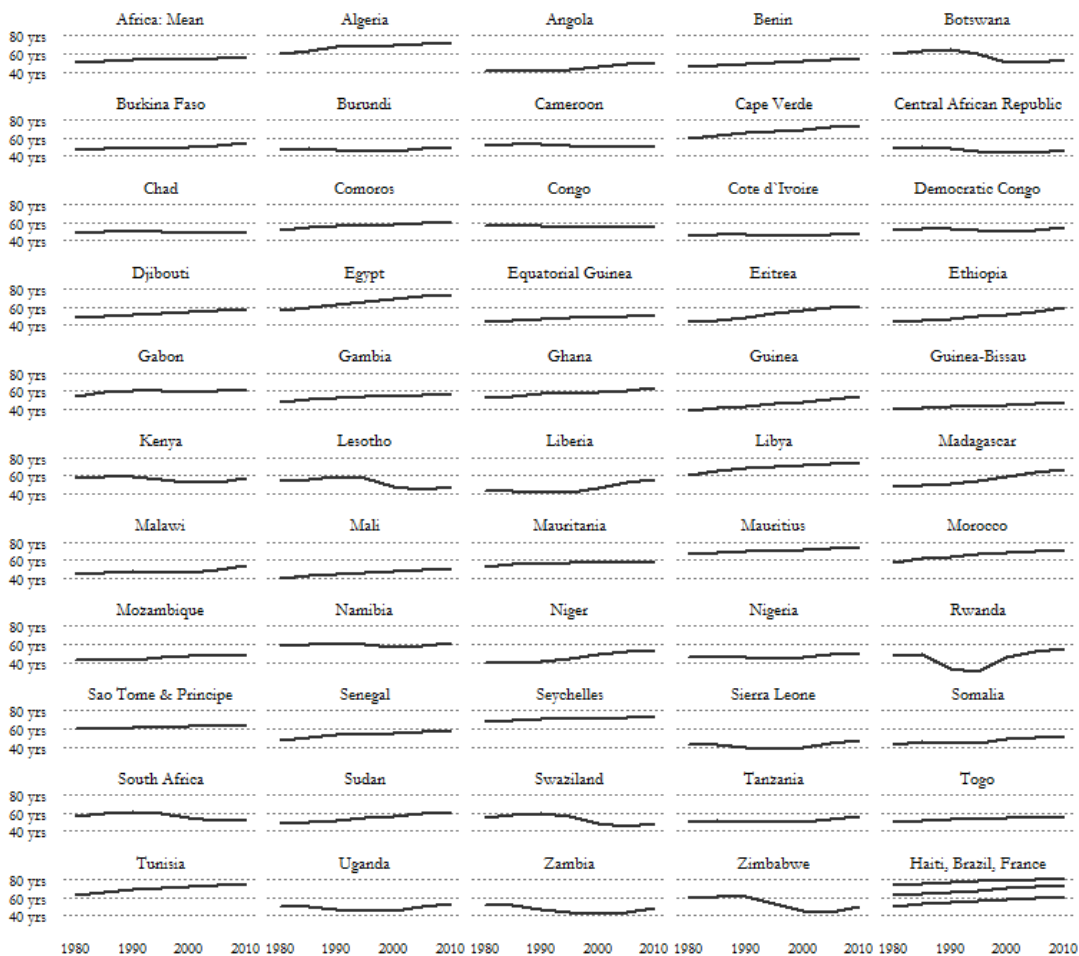 Africa: Mean Algeria Angola Benin Botswana
80 yrs
60 yrs
40 yrs
Burkina Faso Burundi Cameroon Cape Verde Central African Republic
80 yrs
60 yrs
40 yrs
Chad Comoros Congo Cote d`Ivoire Democratic Congo
80 yrs
60 yrs
40 yrs
Djibouti Egypt Equatorial Guinea Eritrea Ethiopia
80 yrs
60 yrs
40 yrs
Gabon Gambia Ghana Guinea Guinea-Bissau
80 yrs
60 yrs
40 yrs
Kenya Lesotho Liberia Libya Madagascar
80 yrs
60 yrs
40 yrs
Malawi Mali Mauritania Mauritius Morocco
80 yrs
60 yrs
40 yrs
Mozambique Namibia Niger Nigeria Rwanda
80 yrs
60 yrs
40 yrs
Sao Tome & Principe Senegal Seychelles Sierra Leone Somalia
80 yrs
60 yrs
40 yrs
South Africa Sudan Swaziland Tanzania Togo
80 yrs
60 yrs
40 yrs
Tunisia Uganda Zambia Zimbabwe Haiti, Brazil, France
80 yrs
60 yrs
40 yrs
1980 1990 2000 2010 1980 1990 2000 2010 1980 1990 2000 2010 1980 1990 2000 2010 1980 1990 2000 2010